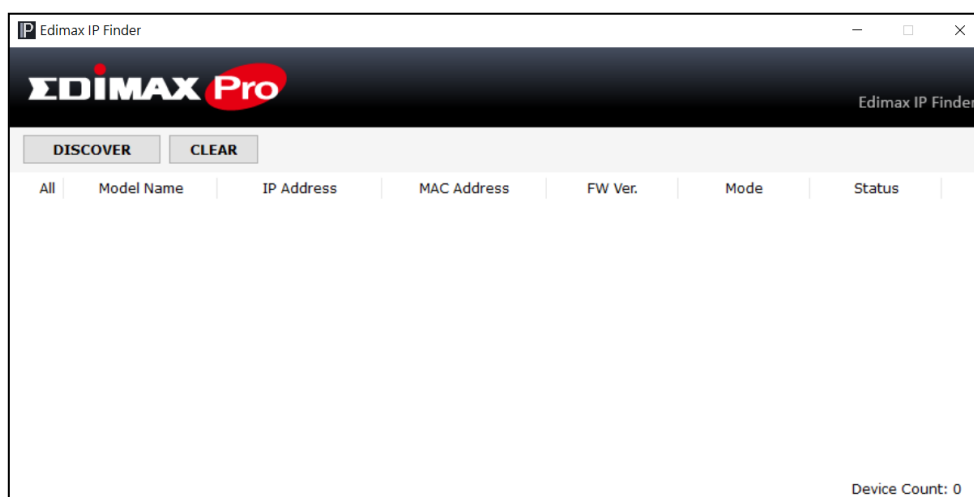 Edimax IP Finder
EDIMAX Pro
Edimax IP Finder
DISCOVER CLEAR
All Model Name IP Address MAC Address FW Ver. Mode Status
Device Count: 0